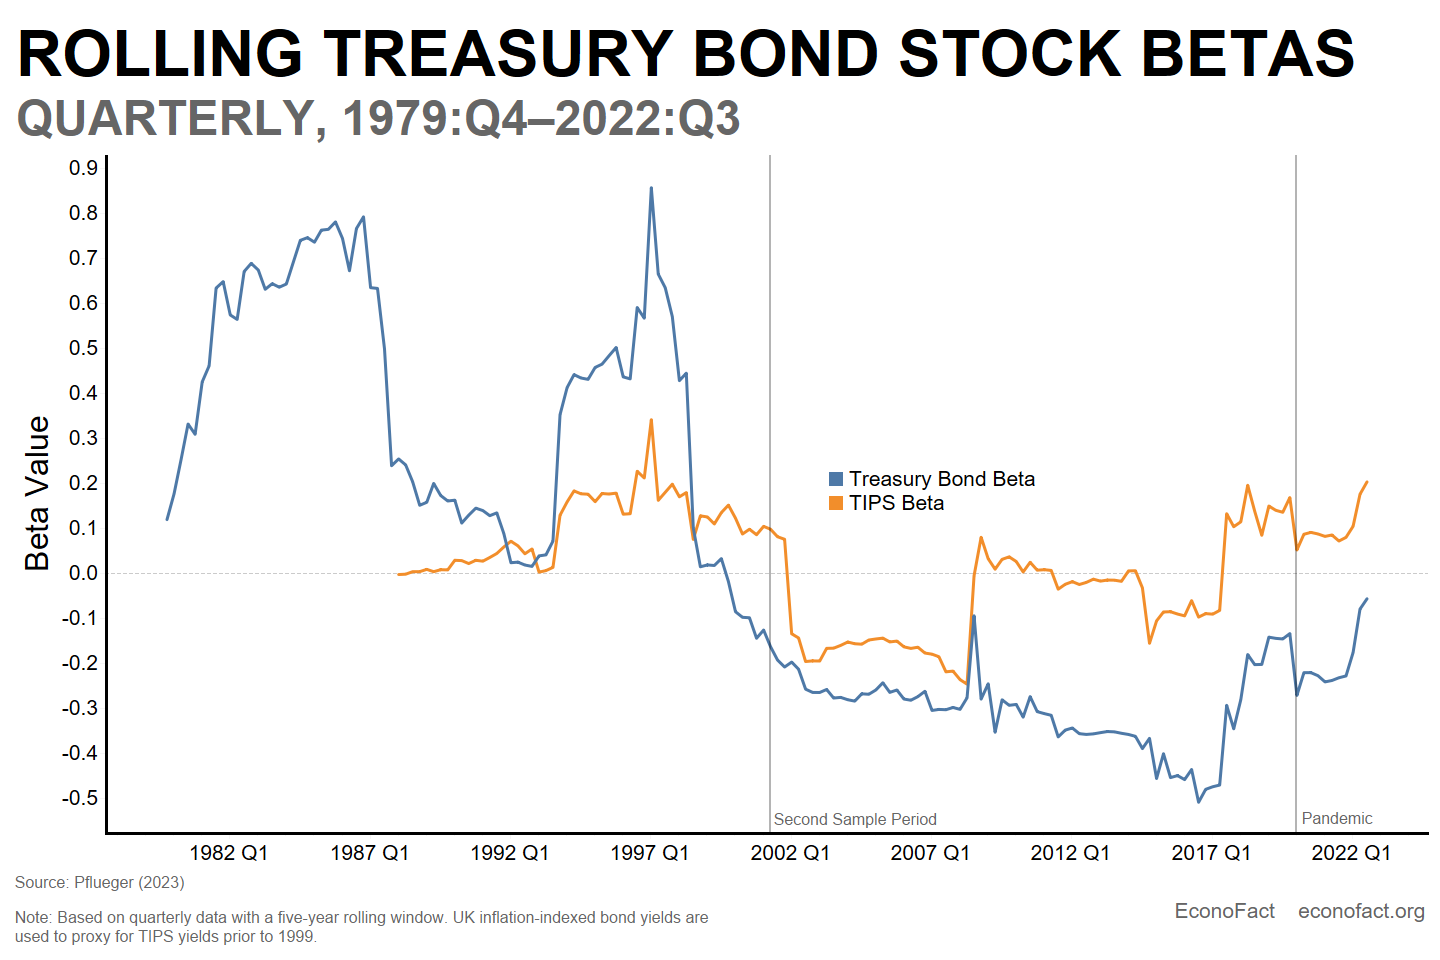 ROLLING TREASURY BOND STOCK BETAS
QUARTERLY, 1979:Q4–2022:Q3
Beta Value
0.9
0.8
0.7
0.6
0.5
0.4
0.3
0.2
0.1
0.0
-0.1
-0.2
-0.3
-0.4
-0.5
Treasury Bond Beta
TIPS Beta
Second Sample Period
Pandemic
1982 Q1 1987 Q1 1992 Q1 1997 Q1 2002 Q1 2007 Q1 2012 Q1 2017 Q1 2022 Q1
Source: Pflueger (2023)
Note: Based on quarterly data with a five-year rolling window. UK inflation-indexed bond yields are
used to proxy for TIPS yields prior to 1999.
EconoFact econofact.org